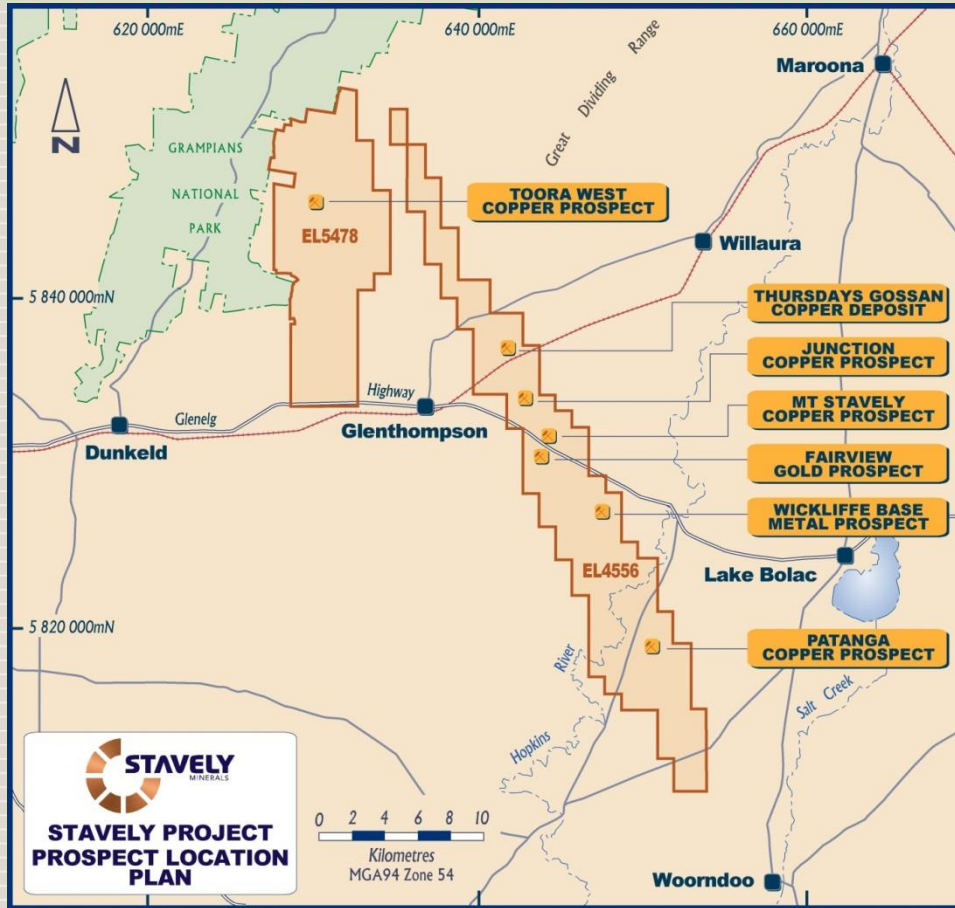 620 000mE
640 000mE
660 000mE
Great Dividing Range
Maroona
N
GRAMPIANS
NATIONAL
PARK
TOORA WEST
COPPER PROSPECT
EL5478
Willaura
5 840 000mN
THURSDAYS GOSSAN
COPPER DEPOSIT
JUNCTION
COPPER PROSPECT
Highway
Glenelg
Glenthompson
Dunkeld
MT STAVELY
COPPER PROSPECT
FAIRVIEW
GOLD PROSPECT
WICKLIFFE BASE
METAL PROSPECT
EL4556
Lake Bolac
5 820 000mN
PATANGA
COPPER PROSPECT
Hopkins River
Salt Creek
STAVELY
MINERALS
STAVELY PROJECT
PROSPECT LOCATION
PLAN
0 2 4 6 8 10
Kilometres
MGA94 Zone 54
Woorndoo